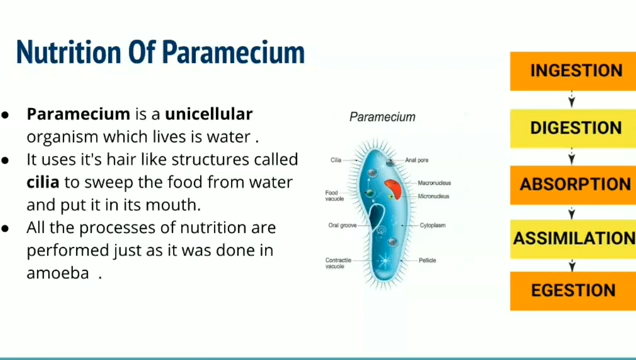 Nutrition Of Paramecium
● Paramecium is a unicellular
organism which lives is water .
● It uses it's hair like structures called
cilia to sweep the food from water
and put it in its mouth.
● All the processes of nutrition are
performed just as it was done in
amoeba .
Paramecium
Cilia
Food
vacuole
Oral groove
Contractile
vacuole
Anal pore
Macronucleus
Micronucleus
Cytoplasm
Pellicle
INGESTION
DIGESTION
ABSORPTION
ASSIMILATION
EGESTION